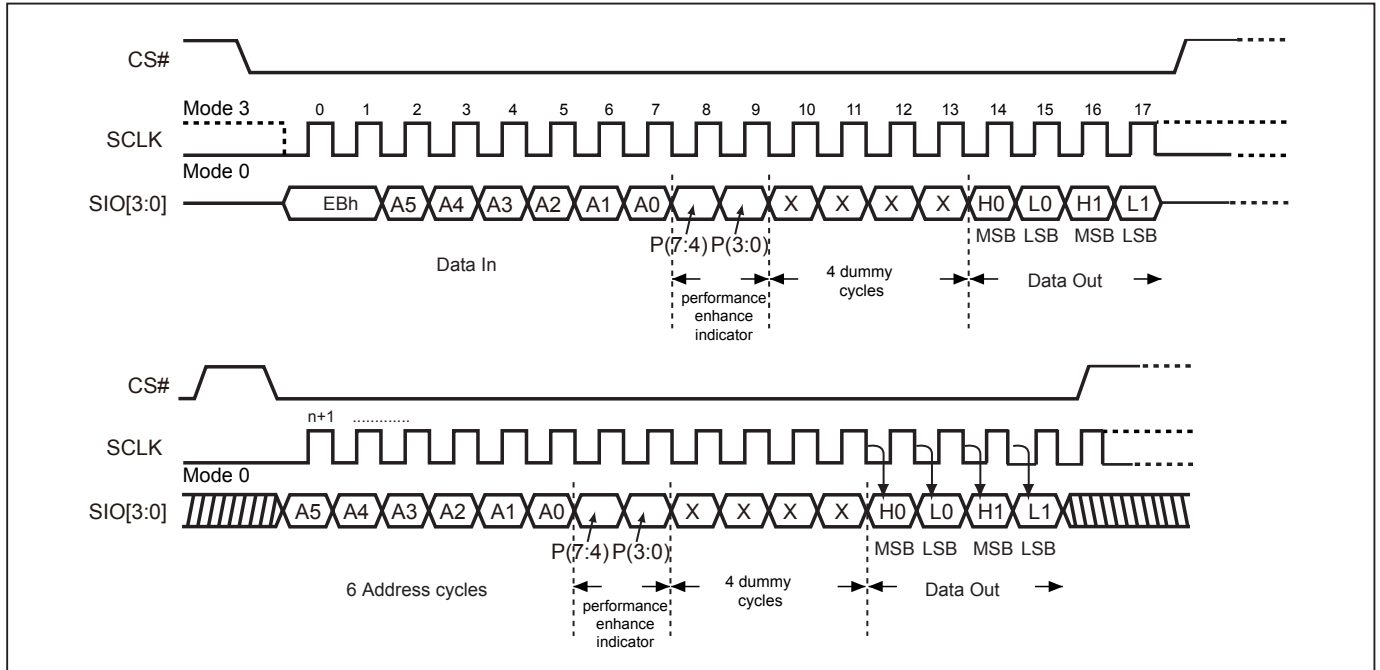 CS#
Mode 3
0 1 2 3 4 5 6 7 8 9 10 11 12 13 14 15 16 17
SCLK
Mode 0
SIO[3:0]
EBh A5 A4 A3 A2 A1 A0 X X X X H0 L0 H1 L1
MSB LSB MSB LSB
P(7:4) P(3:0)
Data In
performance
enhance
indicator
4 dummy
cycles
Data Out
CS#
n+1 .............
SCLK
Mode 0
SIO[3:0]
A5 A4 A3 A2 A1 A0 X X X X H0 L0 H1 L1
P(7:4) P(3:0)
MSB LSB MSB LSB
6 Address cycles
performance
enhance
indicator
4 dummy
cycles
Data Out